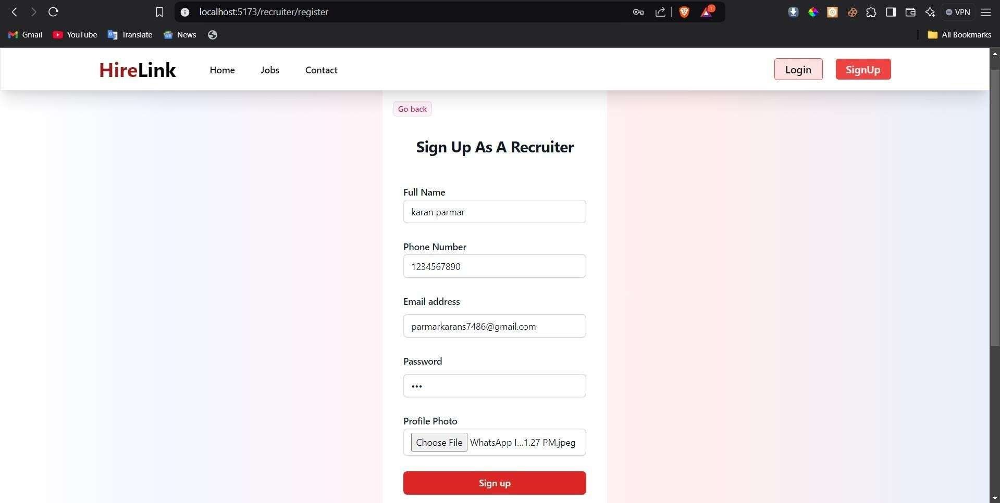 localhost:5173/recruiter/register
1
VPN
Gmail
YouTube
Translate
News
All Bookmarks
HireLink
Home
Jobs
Contact
Login
SignUp
Go back
Sign Up As A Recruiter
Full Name
karan parmar
Phone Number
1234567890
Email address
parmarkarans7486@gmail.com
Password
•••
Profile Photo
Choose File WhatsApp I...1.27 PM.jpeg
Sign up